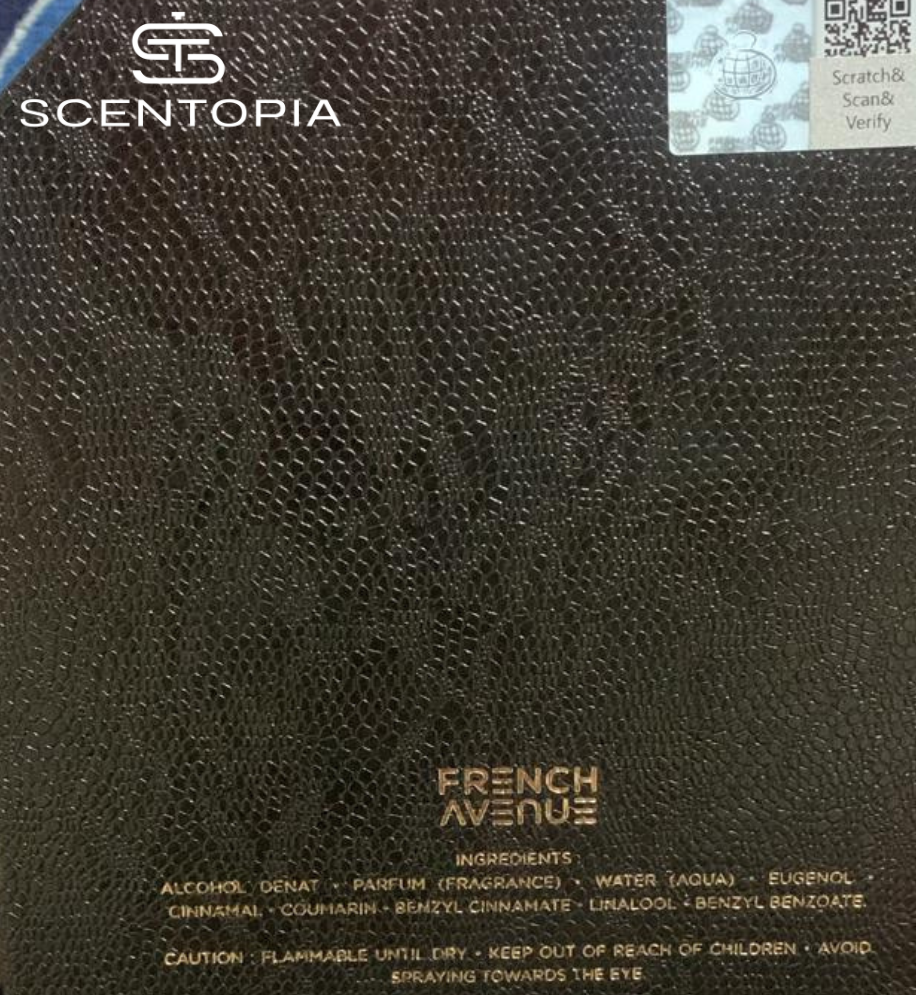 SCENTOPIA
Scratch&
Scan&
Verify
FRENCH
AVENUE
INGREDIENTS :
ALCOHOL DENAT • PARFUM (FRAGRANCE) • WATER (AQUA) • EUGENOL •
CINNAMAL • COUMARIN • BENZYL CINNAMATE • LINALOOL • BENZYL BENZOATE.
CAUTION : FLAMMABLE UNTIL DRY • KEEP OUT OF REACH OF CHILDREN • AVOID
SPRAYING TOWARDS THE EYE